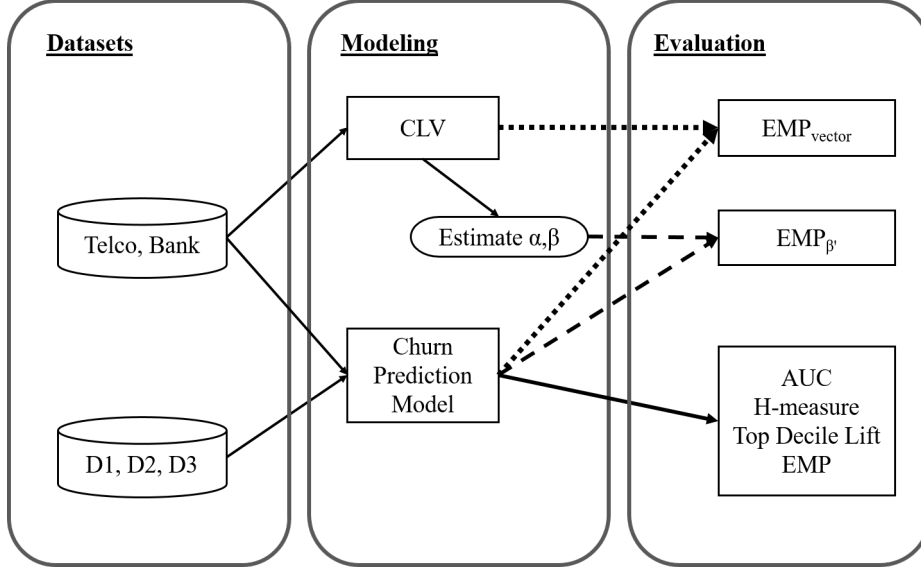 Datasets
Telco, Bank
D1, D2, D3
Modeling
CLV
Estimate α,β
Churn
Prediction
Model
Evaluation
EMPvector
EMPβ'
AUC
H-measure
Top Decile Lift
EMP